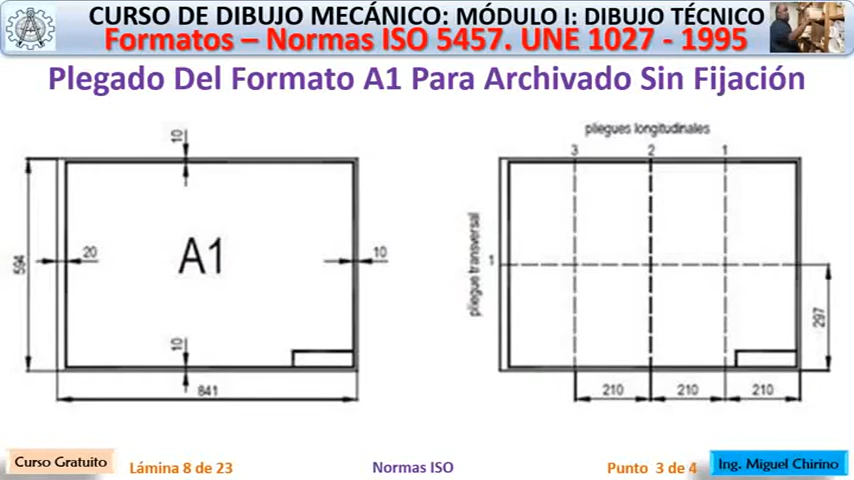 CURSO DE DIBUJO MECÁNICO: MÓDULO I: DIBUJO TÉCNICO
Formatos – Normas ISO 5457. UNE 1027 - 1995
Plegado Del Formato A1 Para Archivado Sin Fijación
10
594
20
A1
10
10
841
pliegues longitudinales
3 2 1
pliegue transversal
1
297
210 210 210
Curso Gratuito
Lámina 8 de 23
Normas ISO
Punto 3 de 4
Ing. Miguel Chirino